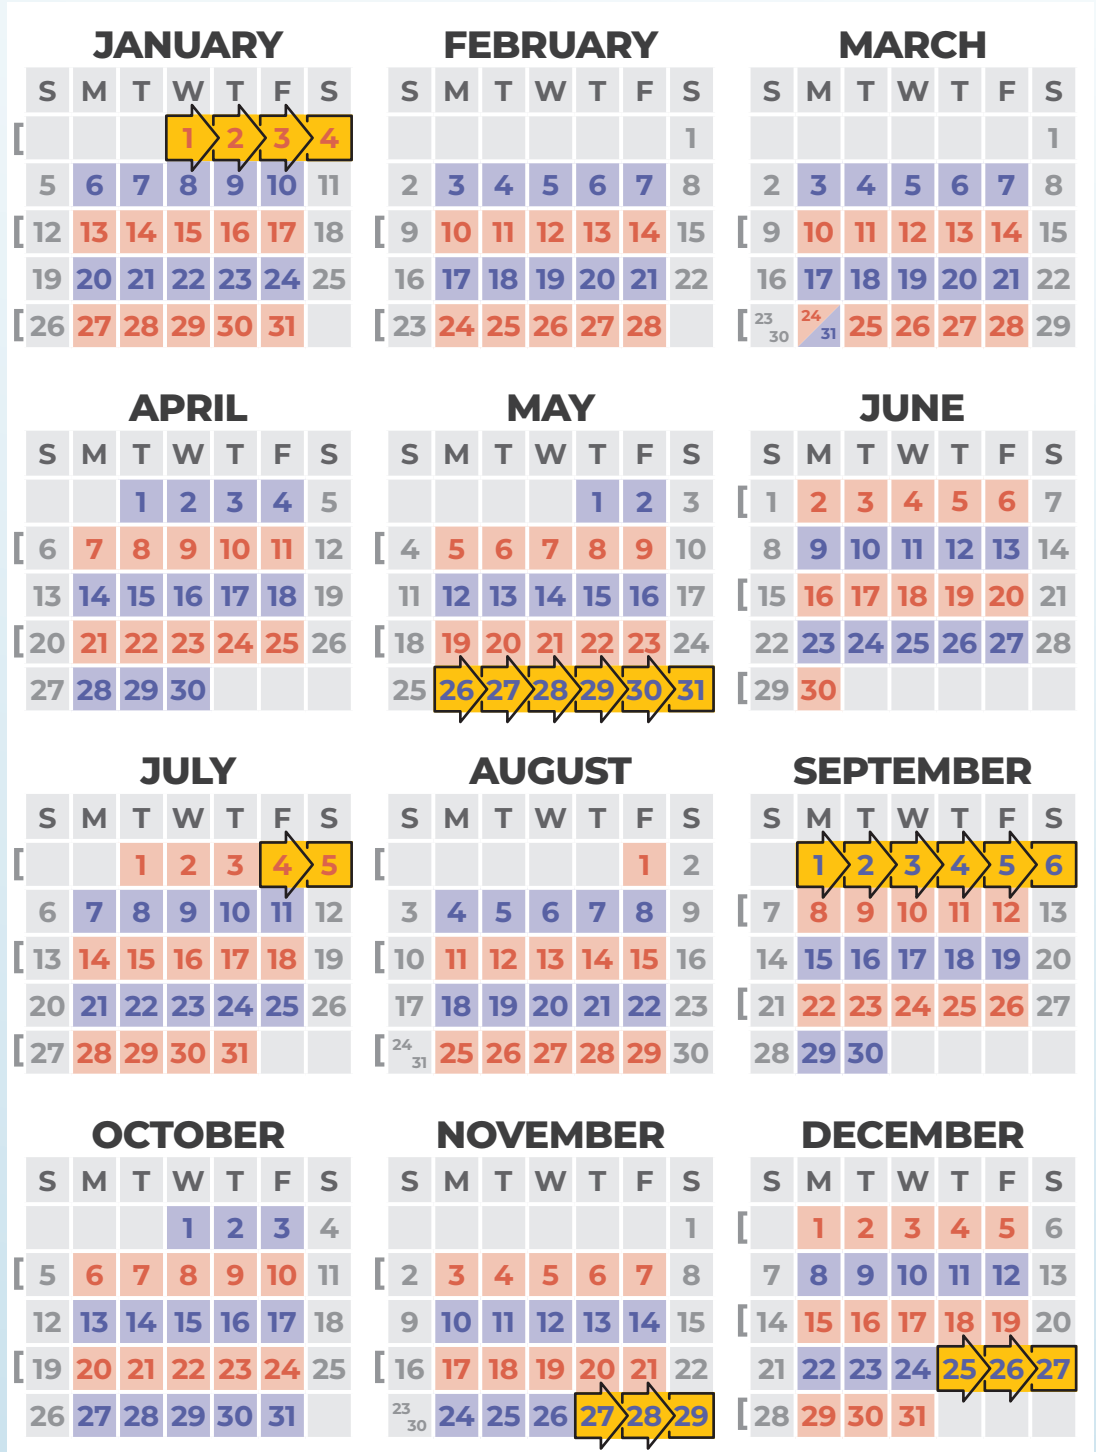 JANUARY FEBRUARY MARCH
S M T W T F S S M T W T F S S M T W T F S
[ 1 2 3 4 1 1
5 6 7 8 9 10 11 2 3 4 5 6 7 8 2 3 4 5 6 7 8
[ 12 13 14 15 16 17 18 [ 9 10 11 12 13 14 15 [ 9 10 11 12 13 14 15
19 20 21 22 23 24 25 16 17 18 19 20 21 22 16 17 18 19 20 21 22
[ 26 27 28 29 30 31 [ 23 24 25 26 27 28 [ 23 30 24 31 25 26 27 28 29
APRIL MAY JUNE
S M T W T F S S M T W T F S S M T W T F S
1 2 3 4 5 1 2 3 [ 1 2 3 4 5 6 7
[ 6 7 8 9 10 11 12 [ 4 5 6 7 8 9 10 8 9 10 11 12 13 14
13 14 15 16 17 18 19 11 12 13 14 15 16 17 [ 15 16 17 18 19 20 21
[ 20 21 22 23 24 25 26 [ 18 19 20 21 22 23 24 22 23 24 25 26 27 28
27 28 29 30 25 26 27 28 29 30 31 [ 29 30
JULY AUGUST SEPTEMBER
S M T W T F S S M T W T F S S M T W T F S
[ 1 2 3 4 5 [ 1 2 1 2 3 4 5 6
6 7 8 9 10 11 12 3 4 5 6 7 8 9 [ 7 8 9 10 11 12 13
[ 13 14 15 16 17 18 19 [ 10 11 12 13 14 15 16 14 15 16 17 18 19 20
20 21 22 23 24 25 26 17 18 19 20 21 22 23 [ 21 22 23 24 25 26 27
[ 27 28 29 30 31 [ 24 31 25 26 27 28 29 30 28 29 30
OCTOBER NOVEMBER DECEMBER
S M T W T F S S M T W T F S S M T W T F S
1 2 3 4 1 [ 1 2 3 4 5 6
[ 5 6 7 8 9 10 11 [ 2 3 4 5 6 7 8 7 8 9 10 11 12 13
12 13 14 15 16 17 18 9 10 11 12 13 14 15 [ 14 15 16 17 18 19 20
[ 19 20 21 22 23 24 25 [ 16 17 18 19 20 21 22 21 22 23 24 25 26 27
26 27 28 29 30 31 23 30 24 25 26 27 28 29 [ 28 29 30 31